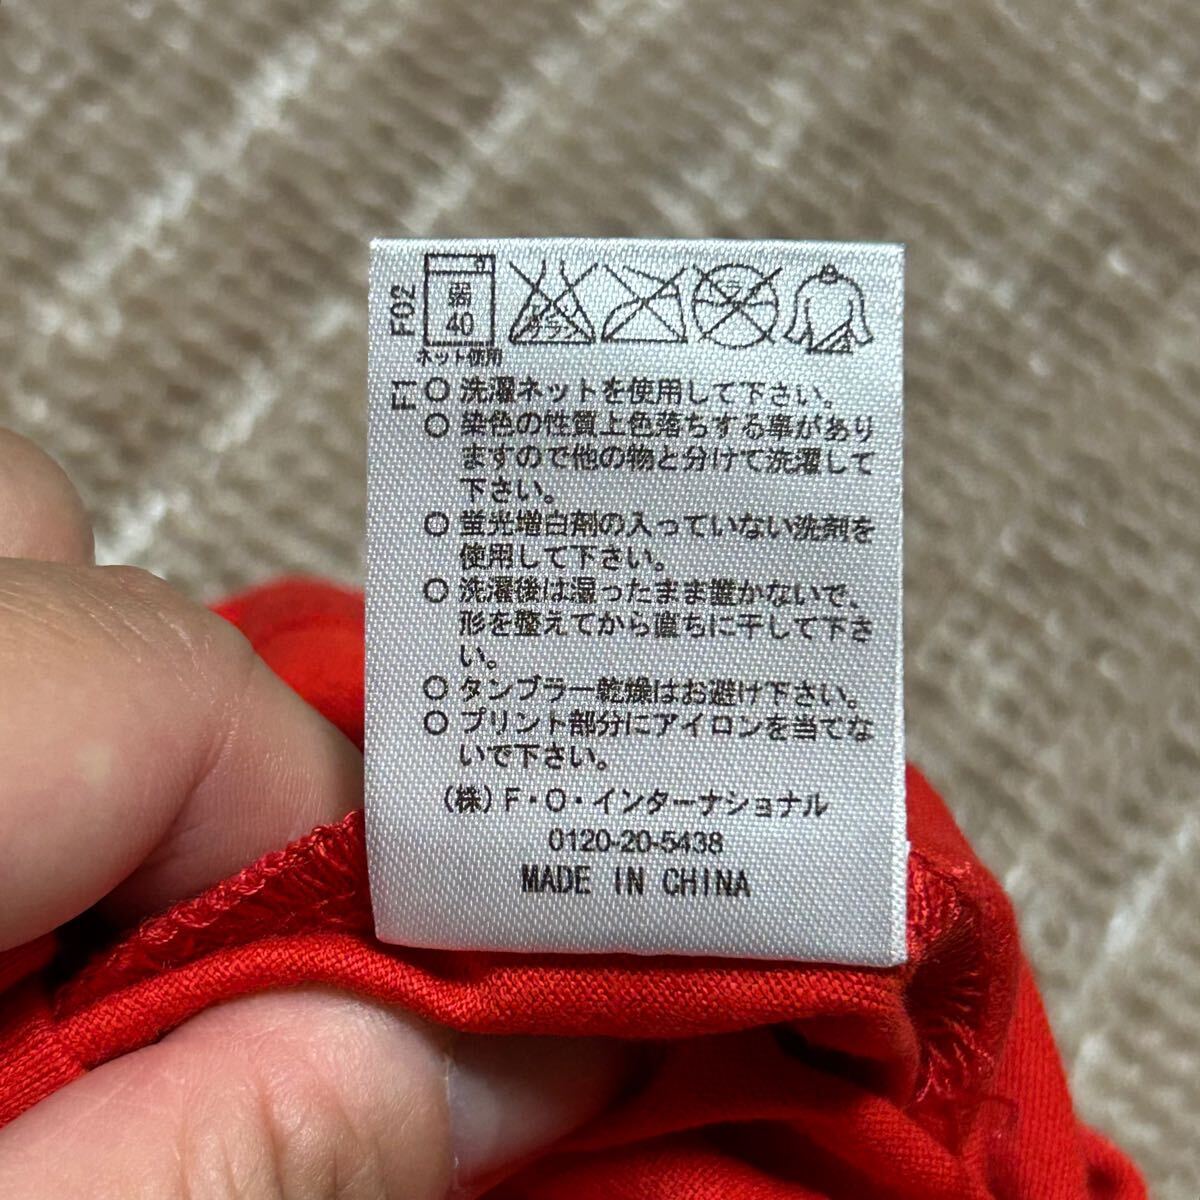 F02
F1
弱
40
ネット使用
ドライ
○ 洗濯ネットを使用して下さい。
○ 染色の性質上色落ちする事があり
ますので他の物と分けて洗濯して
下さい。
○ 蛍光増白剤の入っていない洗剤を
使用して下さい。
○ 洗濯後は湿ったまま置かないで、
形を整えてから直ちに干して下さ
い。
○ タンブラー乾燥はお避け下さい。
○ プリント部分にアイロンを当てな
いで下さい。
(株)F・O・インターナショナル
0120-20-5438
MADE IN CHINA